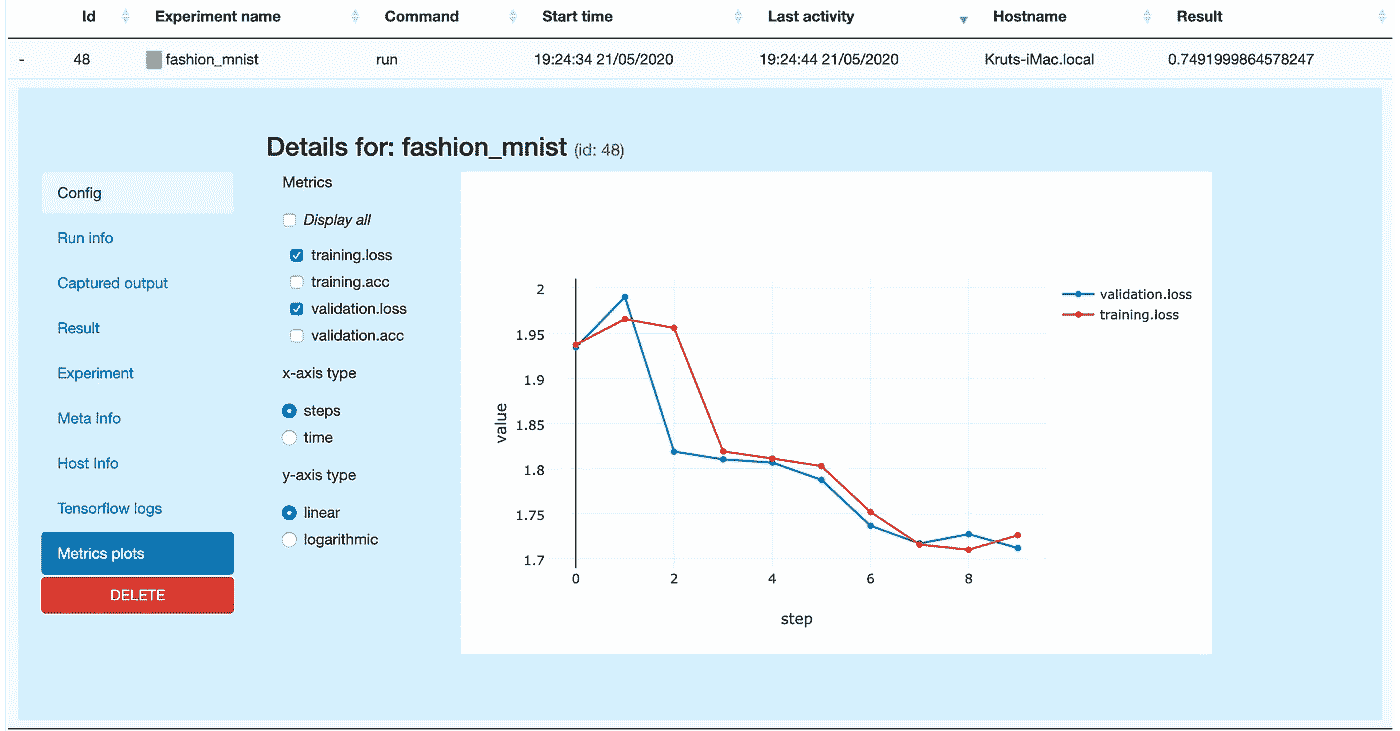 Id Experiment name Command Start time Last activity Hostname Result
- 48 fashion_mnist run 19:24:34 21/05/2020 19:24:44 21/05/2020 Kruts-iMac.local 0.7491999864578247
Details for: fashion_mnist (id: 48)
Config
Run info
Captured output
Result
Experiment
Meta Info
Host Info
Tensorflow logs
Metrics plots
DELETE
Metrics
Display all
training.loss
training.acc
validation.loss
validation.acc
x-axis type
steps
time
y-axis type
linear
logarithmic
value
2
1.95
1.9
1.85
1.8
1.75
1.7
0 2 4 6 8
step
validation.loss
training.loss